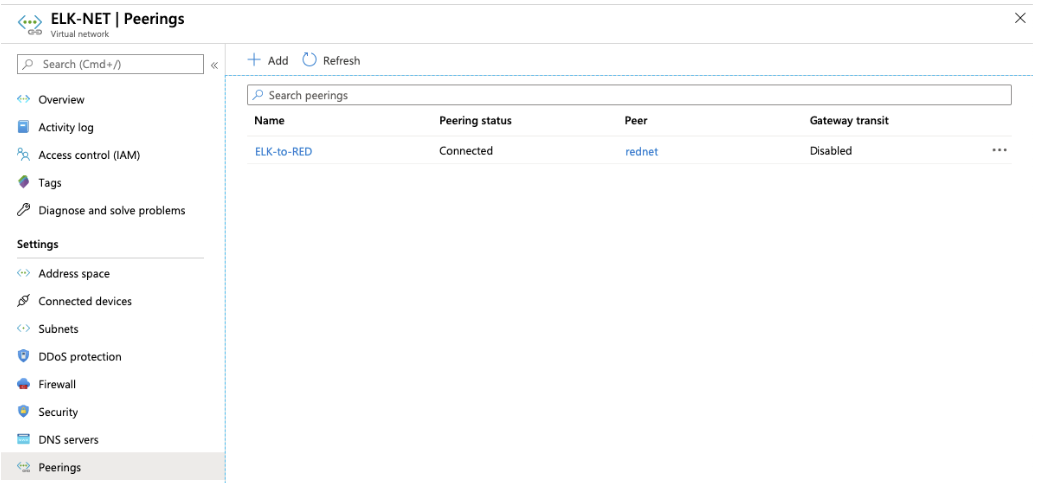 ELK-NET | Peerings
Virtual network
Search (Cmd+/)
«
Overview
Activity log
Access control (IAM)
Tags
Diagnose and solve problems
Settings
Address space
Connected devices
Subnets
DDoS protection
Firewall
Security
DNS servers
Peerings
+ Add Refresh
Search peerings
Name Peering status Peer Gateway transit
ELK-to-RED Connected rednet Disabled ...